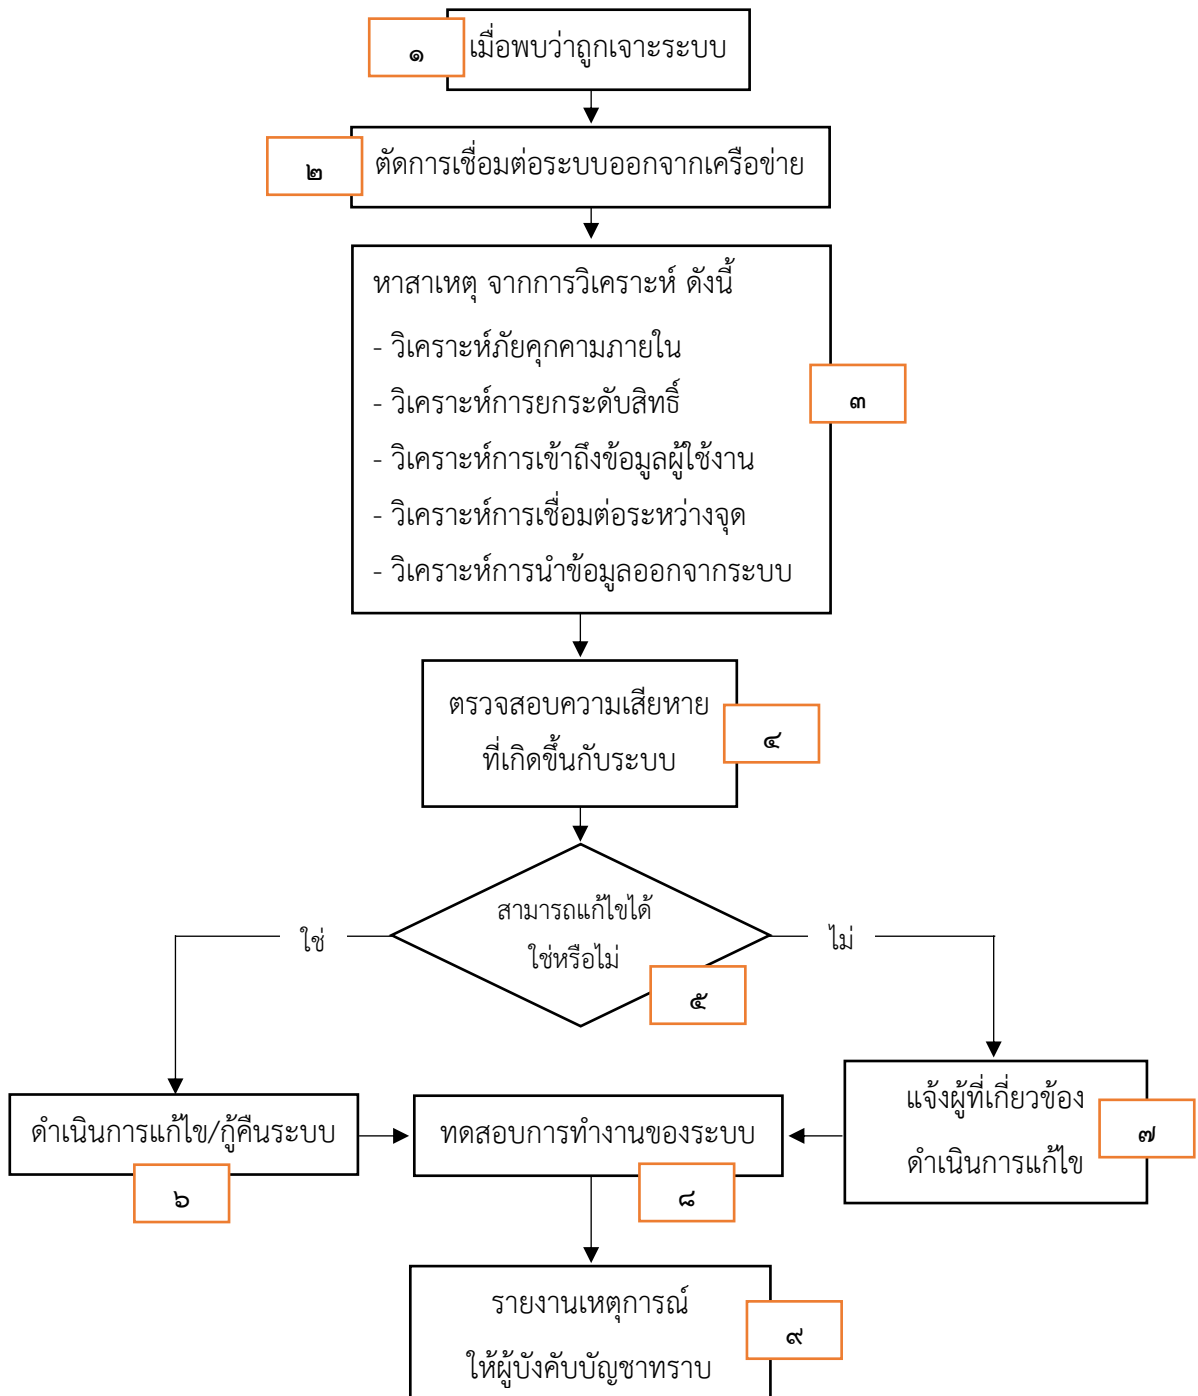 ๑
เมื่อพบว่าถูกเจาะระบบ
๒
ตัดการเชื่อมต่อระบบออกจากเครือข่าย
หาสาเหตุ จากการวิเคราะห์ ดังนี้
- วิเคราะห์ภัยคุกคามภายใน
- วิเคราะห์การยกระดับสิทธิ์
- วิเคราะห์การเข้าถึงข้อมูลผู้ใช้งาน
- วิเคราะห์การเชื่อมต่อระหว่างจุด
- วิเคราะห์การนำข้อมูลออกจากระบบ
๓
ตรวจสอบความเสียหาย
ที่เกิดขึ้นกับระบบ
๔
สามารถแก้ไขได้
ใช่หรือไม่
๕
ใช่
ไม่
ดำเนินการแก้ไข/กู้คืนระบบ
๖
ทดสอบการทำงานของระบบ
๘
แจ้งผู้ที่เกี่ยวข้อง
ดำเนินการแก้ไข
๗
รายงานเหตุการณ์
ให้ผู้บังคับบัญชาทราบ
๙